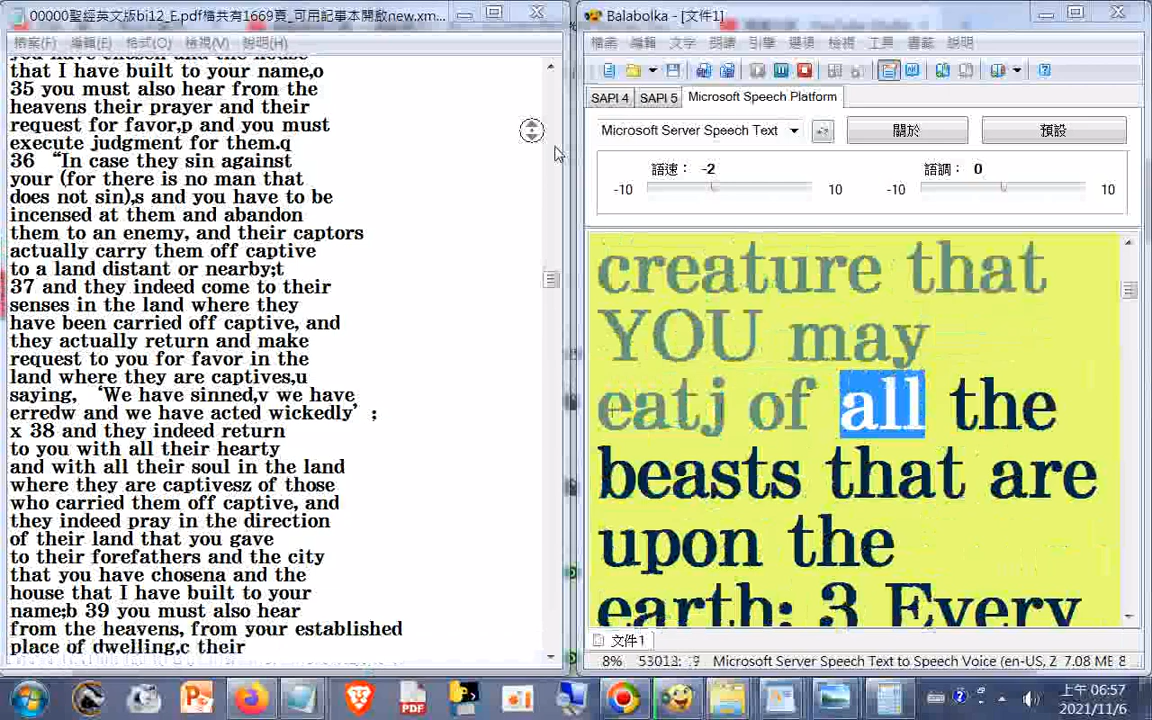 00000聖經英文版bi12_E.pdf檔共有1669頁_可用記事本開啟new.xm...
檔案(F) 編輯(E) 格式(O) 檢視(V) 說明(H)
that I have built to your name,o
35 you must also hear from the
heavens their prayer and their
request for favor,p and you must
execute judgment for them.q
36 “In case they sin against
your (for there is no man that
does not sin),s and you have to be
incensed at them and abandon
them to an enemy, and their captors
actually carry them off captive
to a land distant or nearby;t
37 and they indeed come to their
senses in the land where they
have been carried off captive, and
they actually return and make
request to you for favor in the
land where they are captives,u
saying, ‘We have sinned,v we have
erredw and we have acted wickedly’ ;
x 38 and they indeed return
to you with all their hearty
and with all their soul in the land
where they are captivesz of those
who carried them off captive, and
they indeed pray in the direction
of their land that you gave
to their forefathers and the city
that you have chosena and the
house that I have built to your
name;b 39 you must also hear
from the heavens, from your established
place of dwelling,c their
Balabolka - [文件1]
檔案 編輯 文字 朗讀 引擎 選項 檢視 工具 書籤 說明
SAPI 4 SAPI 5 Microsoft Speech Platform
Microsoft Server Speech Text 關於 預設
語速： -2 語調： 0
-10 10 -10 10
creature that
YOU may
eatj of all the
beasts that are
upon the
earth: 3 Every
文件1
8% Microsoft Server Speech Text to Speech Voice (en-US, Z 7.08 MB 8
PDF
上午 06:57
2021/11/6